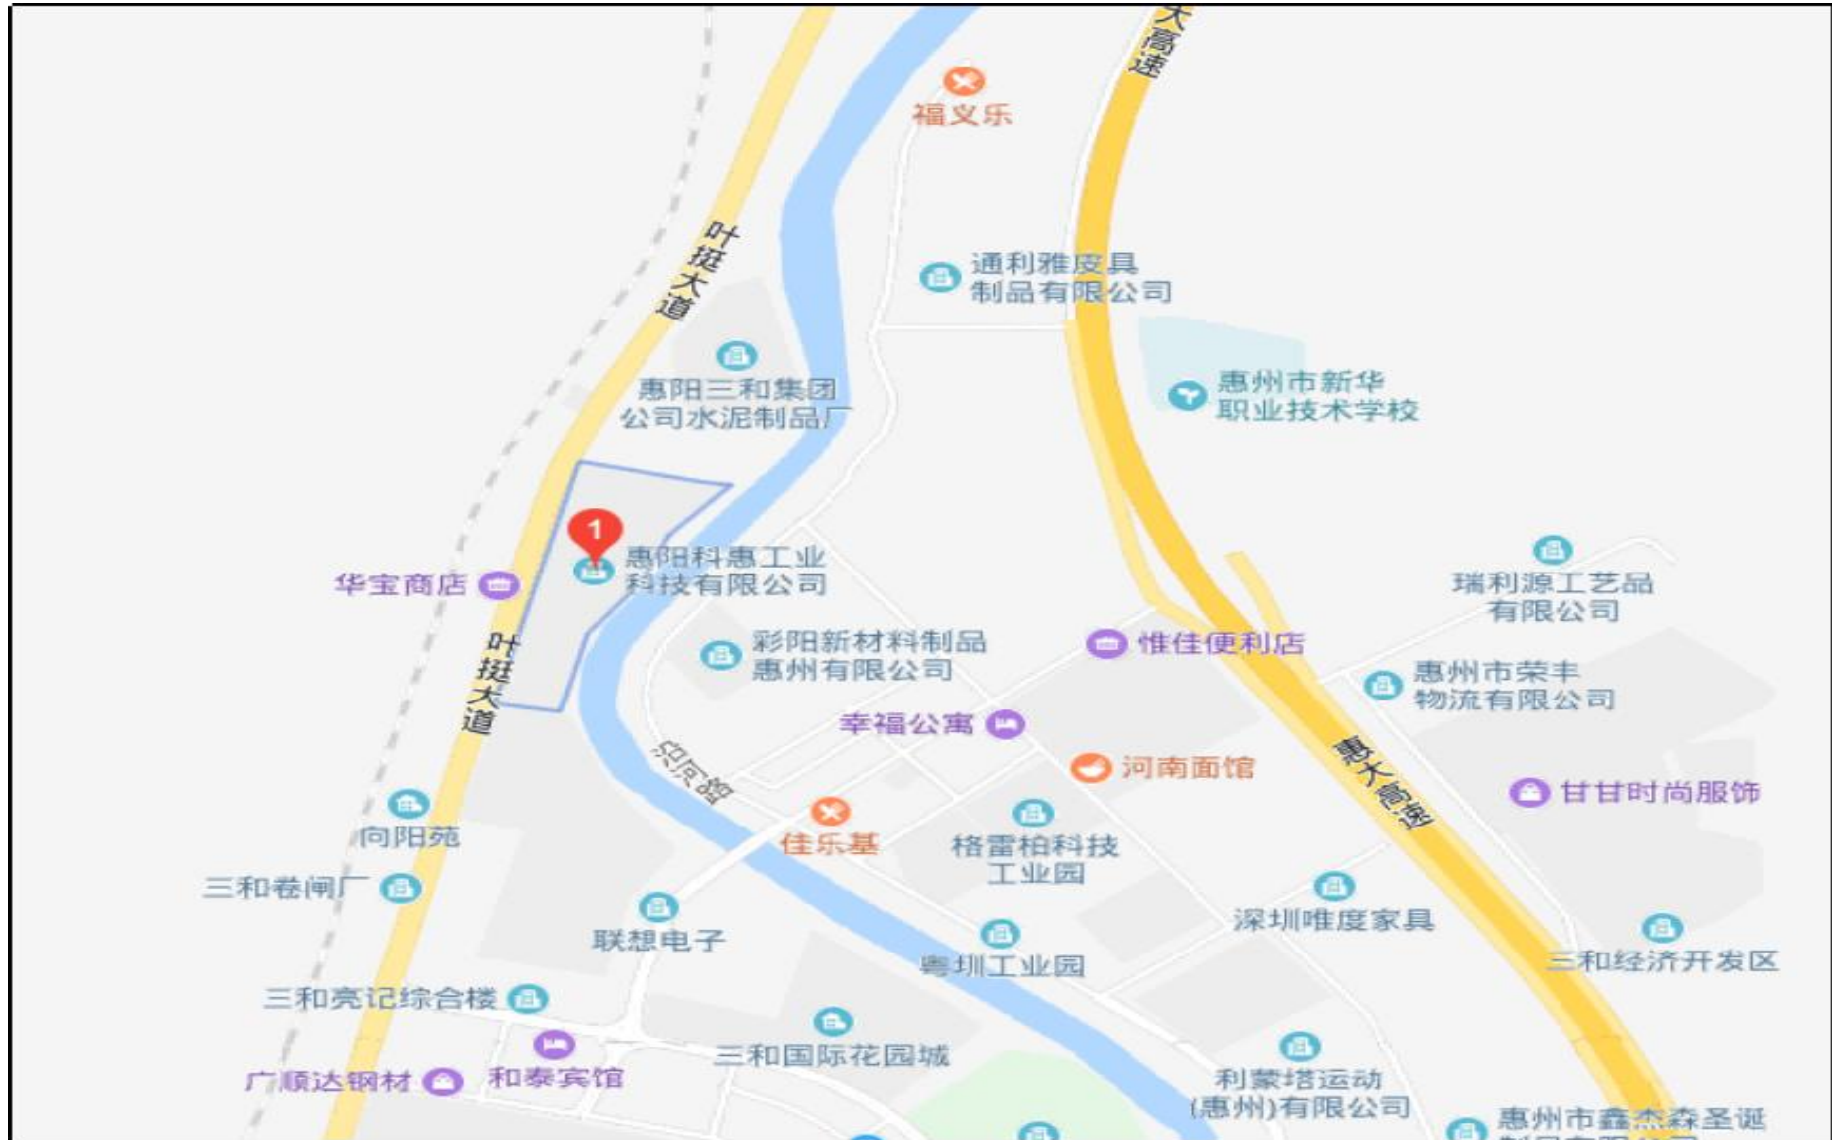 大高速
福义乐
叶挺大道
通利雅皮具
制品有限公司
惠阳三和集团
公司水泥制品厂
惠州市新华
职业技术学校
1
惠阳科惠工业
科技有限公司
华宝商店
瑞利源工艺品
有限公司
叶挺大道
彩阳新材料制品
惠州有限公司
惟佳便利店
惠州市荣丰
物流有限公司
幸福公寓
沿河路
河南面馆
惠大高速
甘甘时尚服饰
向阳苑
佳乐基
格雷柏科技
工业园
三和卷闸厂
联想电子
深圳唯度家具
粤圳工业园
三和经济开发区
三和亮记综合楼
三和国际花园城
和泰宾馆
广顺达钢材
利蒙塔运动
(惠州)有限公司
惠州市鑫杰森圣诞